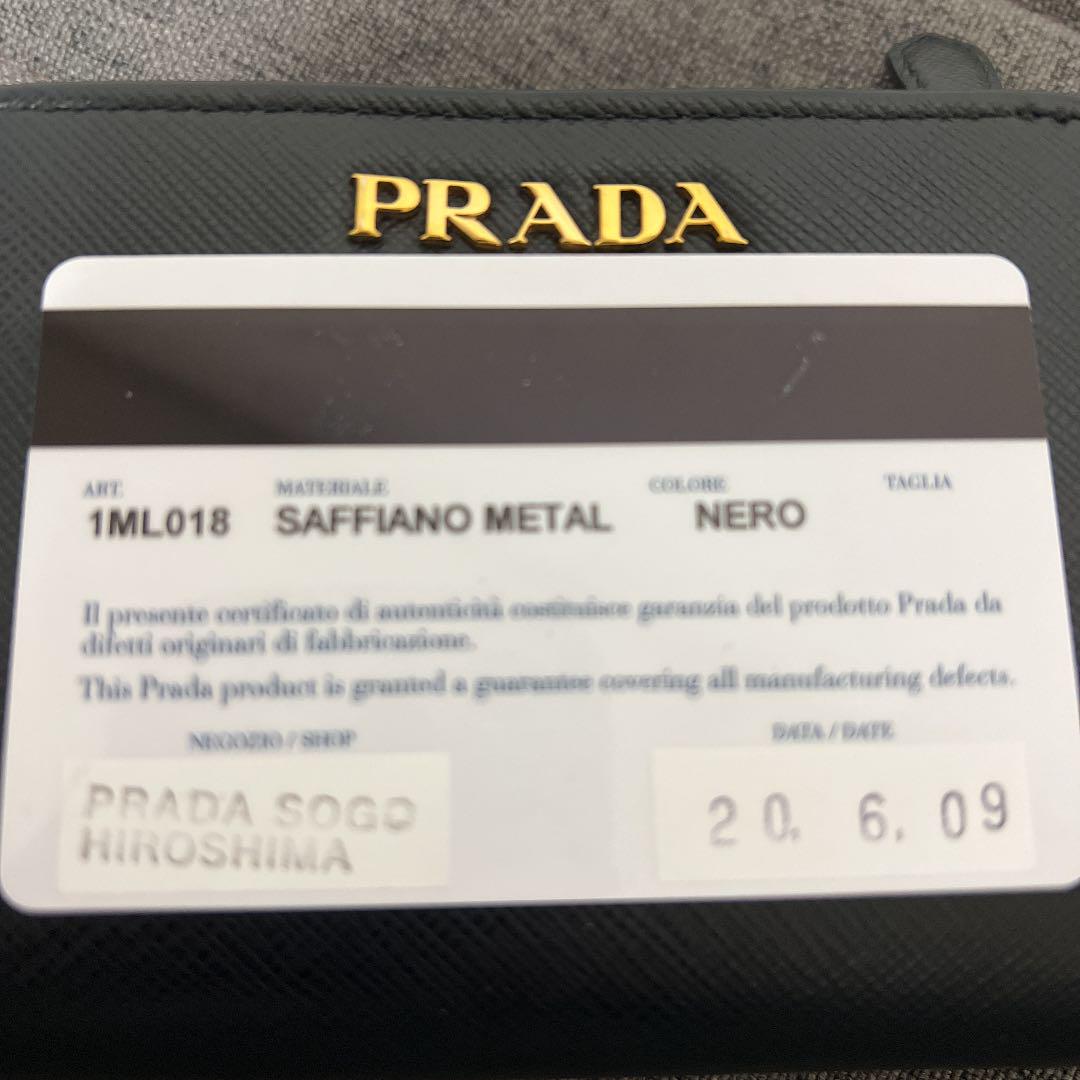 PRADA
ART. MATERIALE COLORE TAGLIA
1ML018 SAFFIANO METAL NERO
Il presente certificato di autenticità costituisce garanzia del prodotto Prada da
difetti originari di fabbricazione.
This Prada product is granted a guarantee covering all manufacturing defects.
NEGOZIO / SHOP DATA / DATE
PRADA SOGO
HIROSHIMA
20. 6. 09